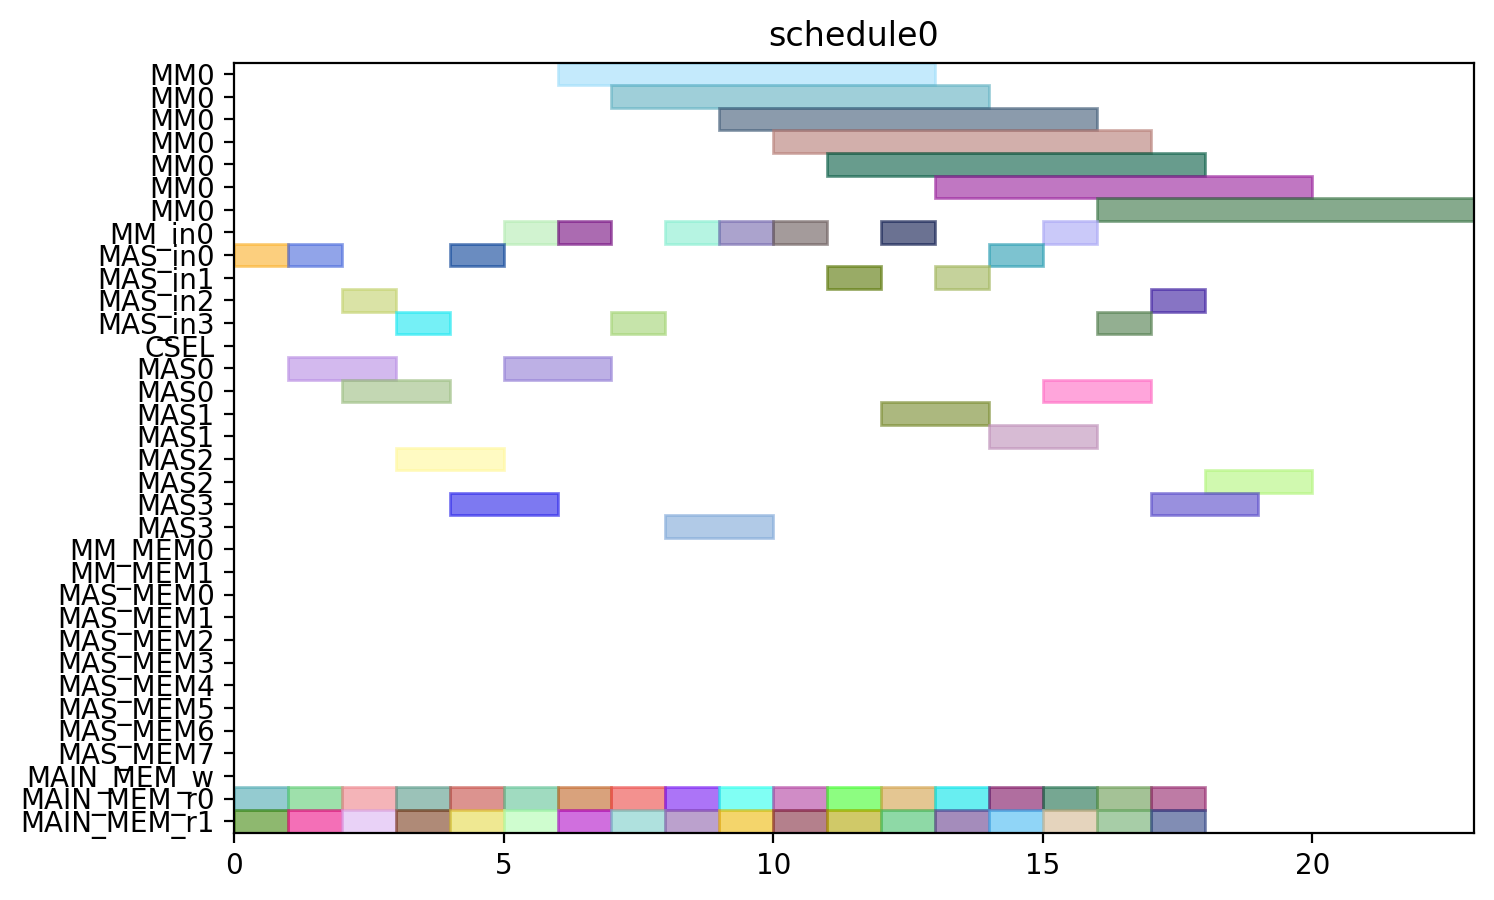 schedule0
MM0
MM0
MM0
MM0
MM0
MM0
MM0
MM_in0
MAS_in0
MAS_in1
MAS_in2
MAS_in3
CSEL
MAS0
MAS0
MAS1
MAS1
MAS2
MAS2
MAS3
MAS3
MM_MEM0
MM_MEM1
MAS_MEM0
MAS_MEM1
MAS_MEM2
MAS_MEM3
MAS_MEM4
MAS_MEM5
MAS_MEM6
MAS_MEM7
MAIN_MEM_w
MAIN_MEM_r0
MAIN_MEM_r1
0 5 10 15 20